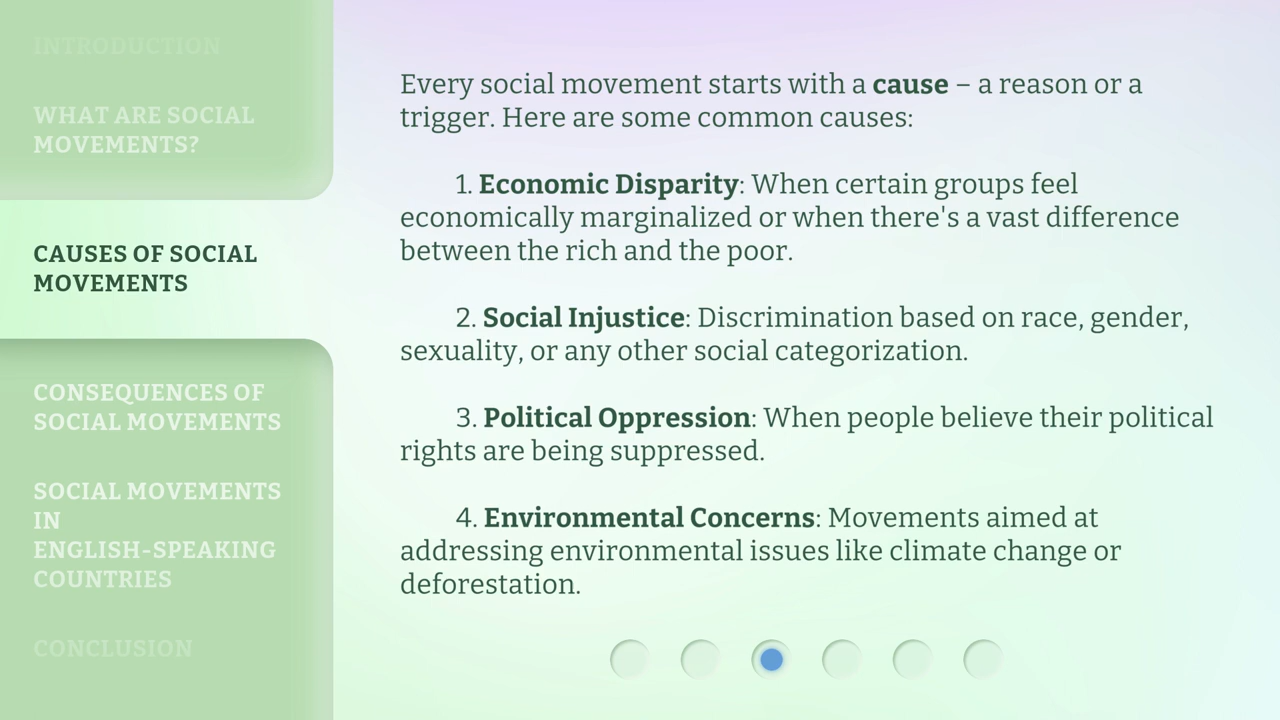 INTRODUCTION
WHAT ARE SOCIAL
MOVEMENTS?
CAUSES OF SOCIAL
MOVEMENTS
CONSEQUENCES OF
SOCIAL MOVEMENTS
SOCIAL MOVEMENTS
IN
ENGLISH-SPEAKING
COUNTRIES
CONCLUSION
Every social movement starts with a cause – a reason or a
trigger. Here are some common causes:
1. Economic Disparity: When certain groups feel
economically marginalized or when there's a vast difference
between the rich and the poor.
2. Social Injustice: Discrimination based on race, gender,
sexuality, or any other social categorization.
3. Political Oppression: When people believe their political
rights are being suppressed.
4. Environmental Concerns: Movements aimed at
addressing environmental issues like climate change or
deforestation.